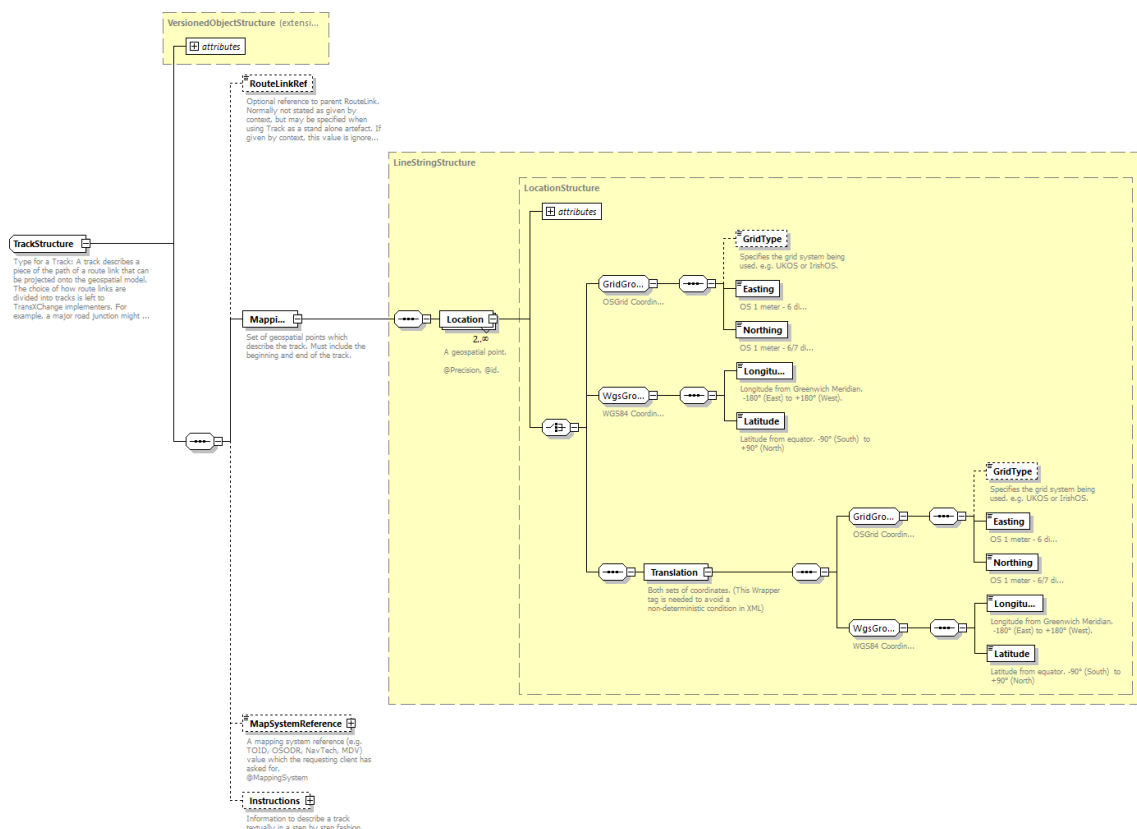 VersionedObjectStructure (extensi...
attributes
RouteLinkRef
Optional reference to parent RouteLink.
Normally not stated as given by
context, but may be specified when
using Track as a stand alone artefact. If
given by context, this value is ignore...
LineStringStructure
LocationStructure
attributes
TrackStructure
Type for a Track: A track describes a
piece of the path of a route link that can
be projected onto the geospatial model.
The choice of how route links are
divided into tracks is left to
TransXChange implementers. For
example, a major road junction might ...
GridType
Specifies the grid system being
used. e.g. UKOS or IrishOS.
GridGro...
OSGrid Coordin...
Easting
OS 1 meter - 6 di...
Northing
OS 1 meter - 6/7 di...
Mappi...
Set of geospatial points which
describe the track. Must include the
beginning and end of the track.
Location
2..∞
A geospatial point.
@Precision, @id.
WgsGro...
WGS84 Coordin...
Longitu...
Longitude from Greenwich Meridian.
-180° (East) to +180° (West).
Latitude
Latitude from equator. -90° (South) to
+90° (North)
GridType
Specifies the grid system being
used. e.g. UKOS or IrishOS.
GridGro...
OSGrid Coordin...
Easting
OS 1 meter - 6 di...
Northing
OS 1 meter - 6/7 di...
Translation
Both sets of coordinates. (This Wrapper
tag is needed to avoid a
non-deterministic condition in XML)
WgsGro...
WGS84 Coordin...
Longitu...
Longitude from Greenwich Meridian.
-180° (East) to +180° (West).
Latitude
Latitude from equator. -90° (South) to
+90° (North)
MapSystemReference
A mapping system reference (e.g.
TOID, OSODR, NavTech, MDV)
value which the requesting client has
asked for.
@MappingSystem
Instructions
Information to describe a track
textually in a step by step fashion